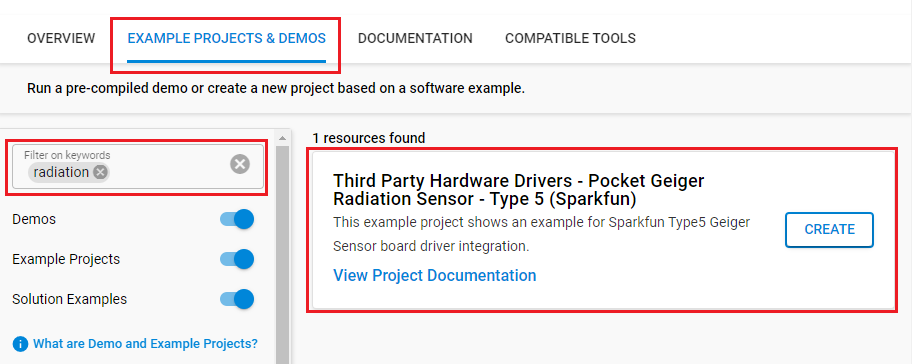 OVERVIEW
EXAMPLE PROJECTS & DEMOS
DOCUMENTATION
COMPATIBLE TOOLS
Run a pre-compiled demo or create a new project based on a software example.
Filter on keywords
radiation
Demos
Example Projects
Solution Examples
What are Demo and Example Projects?
1 resources found
Third Party Hardware Drivers - Pocket Geiger
Radiation Sensor - Type 5 (Sparkfun)
This example project shows an example for Sparkfun Type5 Geiger
Sensor board driver integration.
View Project Documentation
CREATE